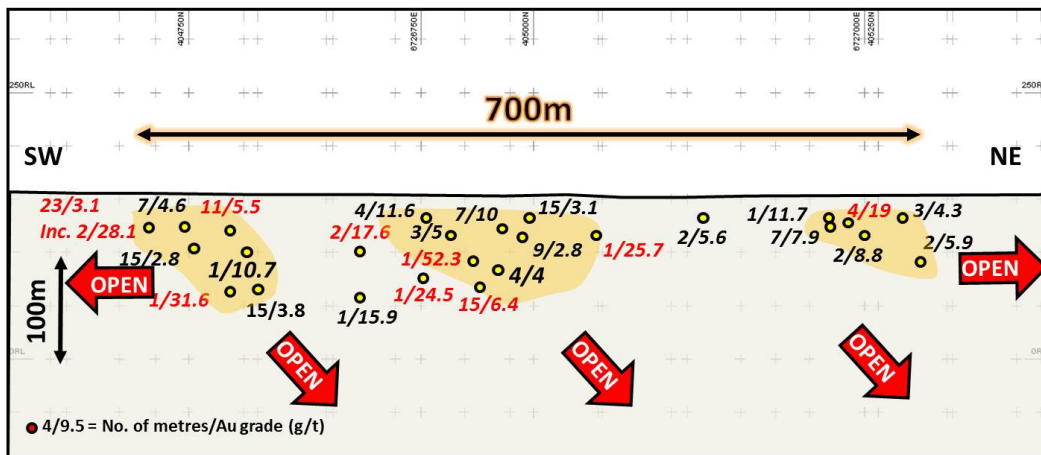 404750N
6726750E
405000N
6727000E
405250N
250RL
250R
700m
SW
NE
23/3.1
Inc. 2/28.1
7/4.6
11/5.5
15/2.8
1/10.7
1/31.6
15/3.8
2/17.6
1/15.9
4/11.6
3/5
7/10
15/3.1
9/2.8
1/52.3
4/4
1/24.5
15/6.4
1/25.7
2/5.6
1/11.7
7/7.9
4/19
3/4.3
2/8.8
2/5.9
OPEN
OPEN
100m
0RL
OPEN
OPEN
OPEN
4/9.5 = No. of metres/Au grade (g/t)